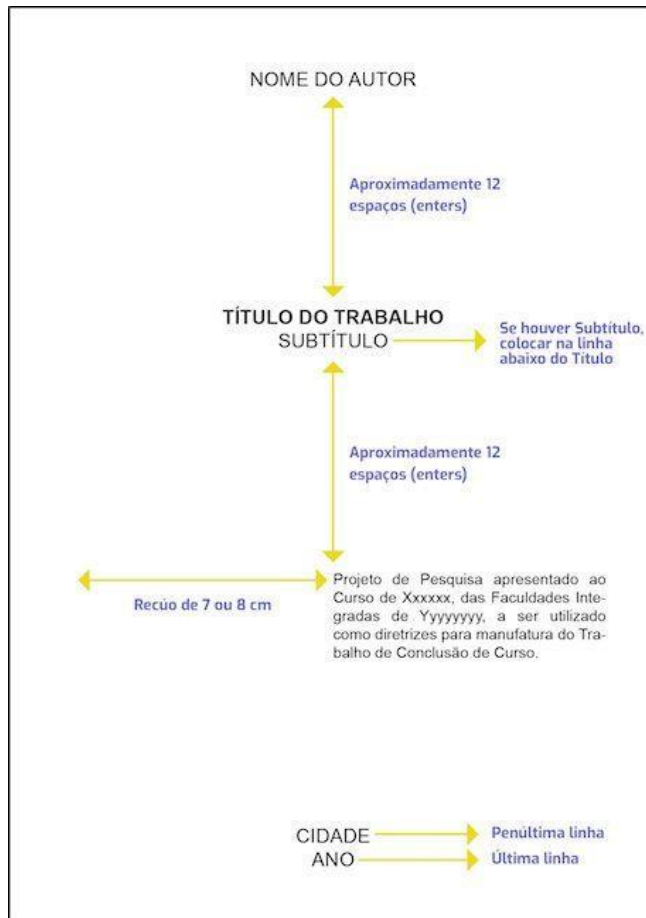 NOME DO AUTOR
Aproximadamente 12
espaços (enters)
TÍTULO DO TRABALHO
SUBTÍTULO
Se houver Subtítulo,
colocar na linha
abaixo do Título
Aproximadamente 12
espaços (enters)
Recúo de 7 ou 8 cm
Projeto de Pesquisa apresentado ao
Curso de Xxxxxx, das Faculdades Inte-
gradas de Yyyyyyyy, a ser utilizado
como diretrizes para manufatura do Tra-
balho de Conclusão de Curso.
CIDADE
Penúltima linha
ANO
Última linha